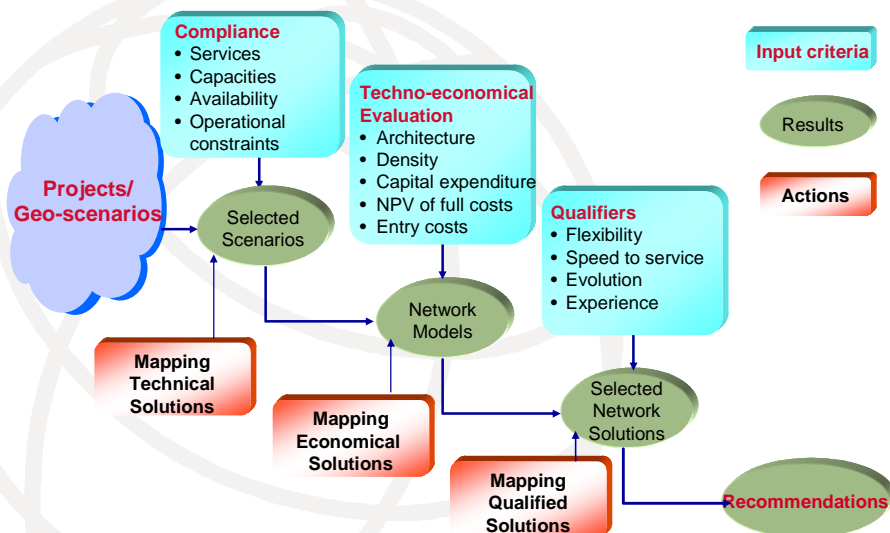 Compliance
• Services
• Capacities
• Availability
• Operational
constraints
Techno-economical
Evaluation
• Architecture
• Density
• Capital expenditure
• NPV of full costs
• Entry costs
Qualifiers
• Flexibility
• Speed to service
• Evolution
• Experience
Input criteria
Results
Actions
Projects/
Geo-scenarios
Selected
Scenarios
Network
Models
Selected
Network
Solutions
Recommendations
Mapping
Technical
Solutions
Mapping
Economical
Solutions
Mapping
Qualified
Solutions